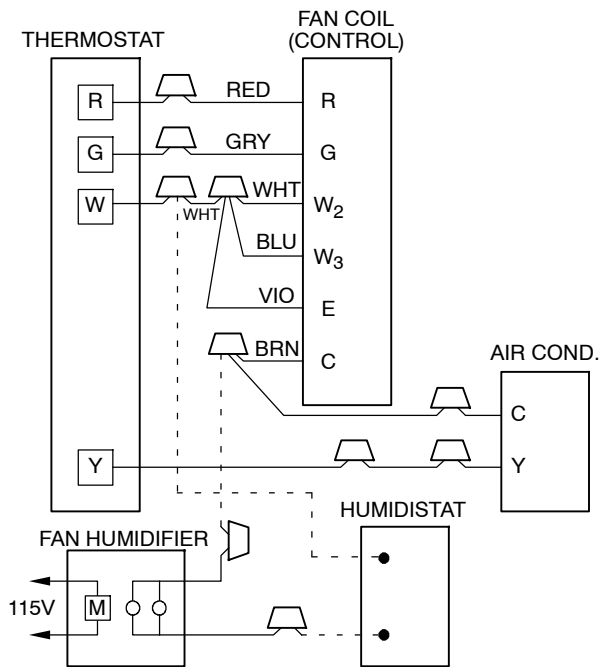 FAN COIL
(CONTROL)
THERMOSTAT
R
RED
R
G
GRY
G
W
WHT
WHT
W2
BLU
W3
VIO
E
BRN
C
AIR COND.
C
Y
Y
HUMIDISTAT
FAN HUMIDIFIER
115V
M